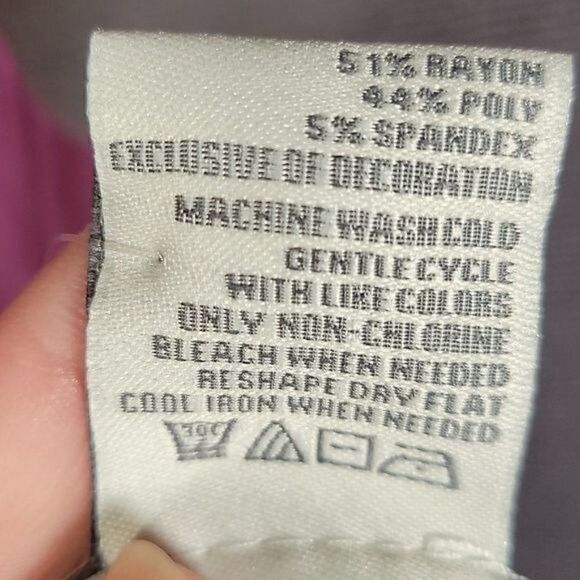 51% RAYON
44% POLY
5% SPANDEX
EXCLUSIVE OF DECORATION
MACHINE WASH COLD
GENTLE CYCLE
WITH LIKE COLORS
ONLY NON-CHLORINE
BLEACH WHEN NEEDED
RESHAPE DRY FLAT
COOL IRON WHEN NEEDED
30C